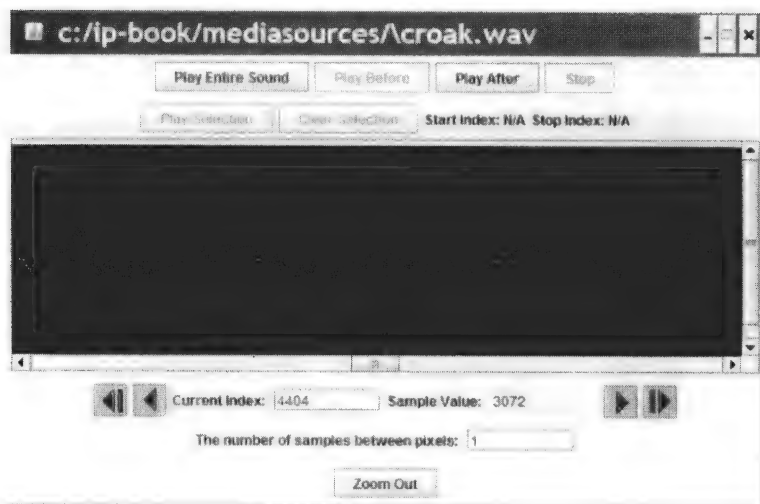 c:/ip-book/mediasources/\croak.wav
Play Entire Sound Play Before Play After Stop
Play Selection Clear Selection Start Index: N/A Stop Index: N/A
Current Index: 4404 Sample Value: 3072
The number of samples between pixels: 1
Zoom Out